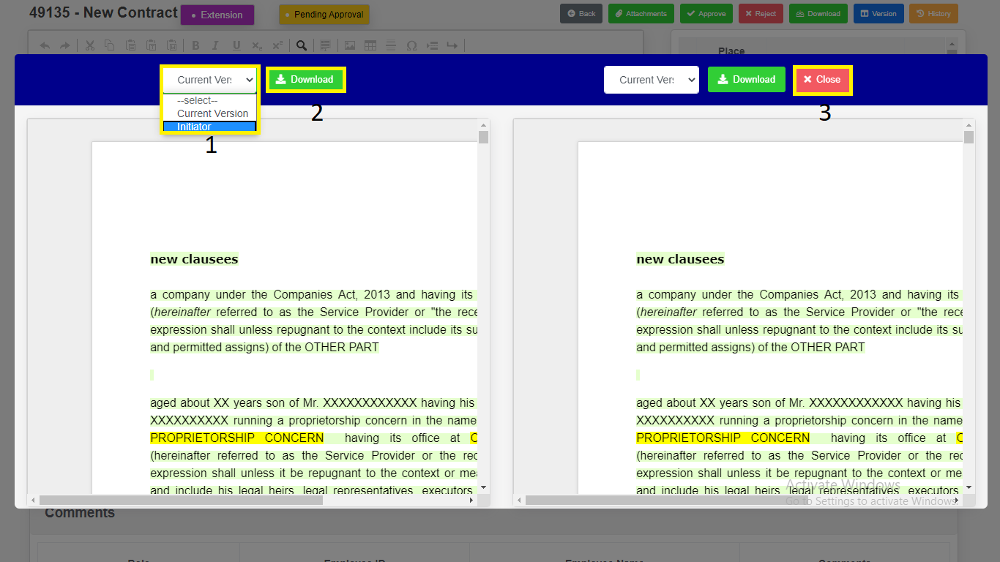 49135 - New Contract
Extension
Pending Approval
Back
Attachments
Approve
Reject
Download
Version
History
Place
Current Ver
Download
Current Ver
Download
Close
--select--
Current Version
Initiator
1
2
3
new clausees
a company under the Companies Act, 2013 and having its
(hereinafter referred to as the Service Provider or "the rece
expression shall unless repugnant to the context include its su
and permitted assigns) of the OTHER PART
aged about XX years son of Mr. XXXXXXXXXXXX having his
XXXXXXXXXX running a proprietorship concern in the name
PROPRIETORSHIP CONCERN having its office at
(hereinafter referred to as the Service Provider or the rec
expression shall unless it be repugnant to the context or me
and include his legal heirs, legal representatives, executors
new clausees
a company under the Companies Act, 2013 and having its
(hereinafter referred to as the Service Provider or "the rece
expression shall unless repugnant to the context include its su
and permitted assigns) of the OTHER PART
aged about XX years son of Mr. XXXXXXXXXXXX having his
XXXXXXXXXX running a proprietorship concern in the name
PROPRIETORSHIP CONCERN having its office at
(hereinafter referred to as the Service Provider or the rec
expression shall unless it be repugnant to the context or me
and include his legal heirs, legal representatives, executors
Activate Windows
Go to Settings to activate Windows.
Comments
Role
Employee ID
Employee Name
Comments